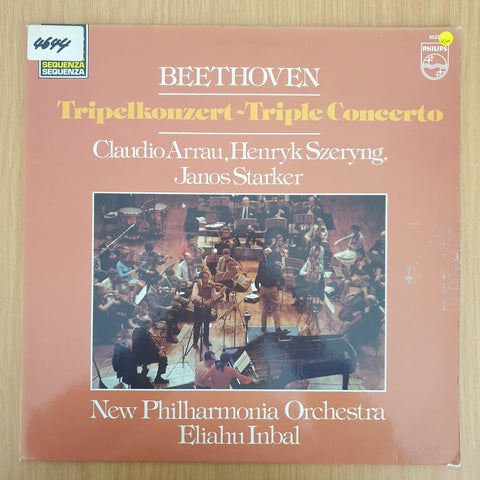 4644
SEQUENZA
SEQUENZA
PHILIPS
BEETHOVEN
Tripelkonzert~Triple Concerto
Claudio Arrau, Henryk Szeryng,
Janos Starker
New Philharmonia Orchestra
Eliahu Inbal